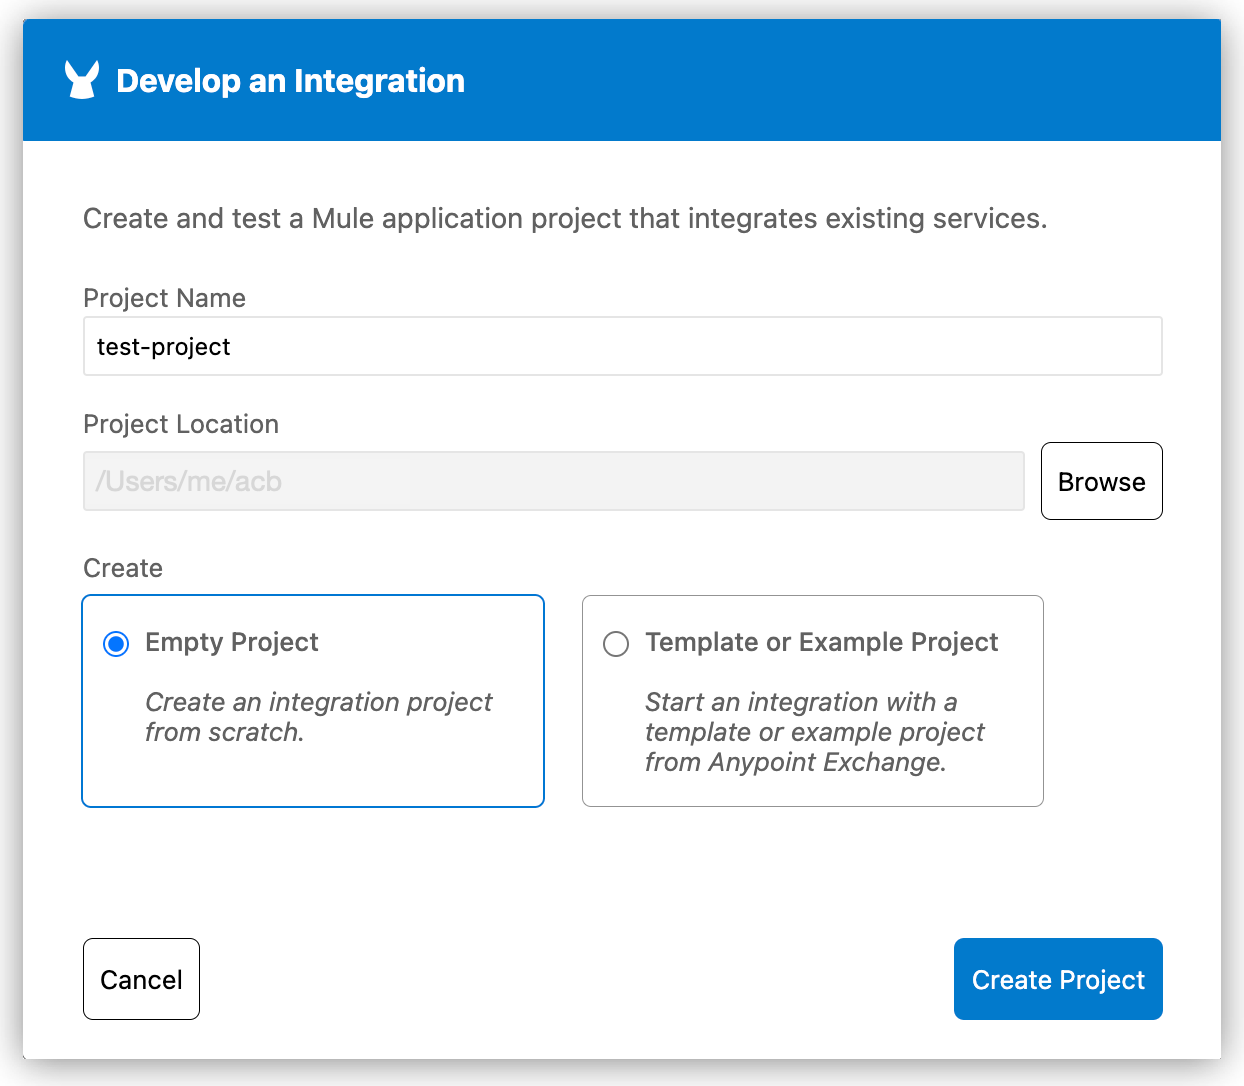 Develop an Integration
Create and test a Mule application project that integrates existing services.
Project Name
test-project
Project Location
/Users/me/acb
Browse
Create
Empty Project
Create an integration project
from scratch.
Template or Example Project
Start an integration with a
template or example project
from Anypoint Exchange.
Cancel
Create Project